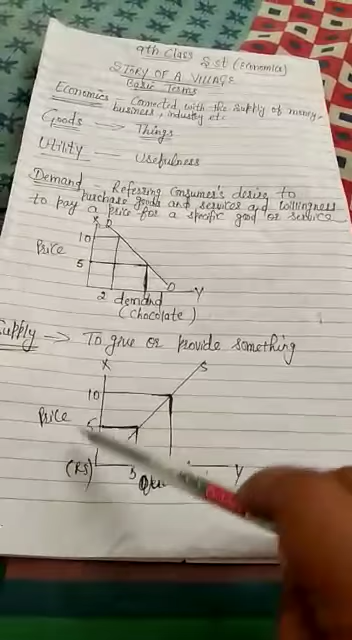 9th Class S.st (Economics)
STORY OF A VILLAGE
Basic Terms
Economics - Connected with the supply of money,
business, industry etc
Goods -> Things
Utility - Usefulness
Demand - Referring Consumer's desire to
purchase goods and services and willingness
to pay a price for a specific good or service
X D
10
Price
5
D Y
2 demand
(Chocolate)
Supply -> To give or provide something
X S
10
Price
5
(RS) 5 Y